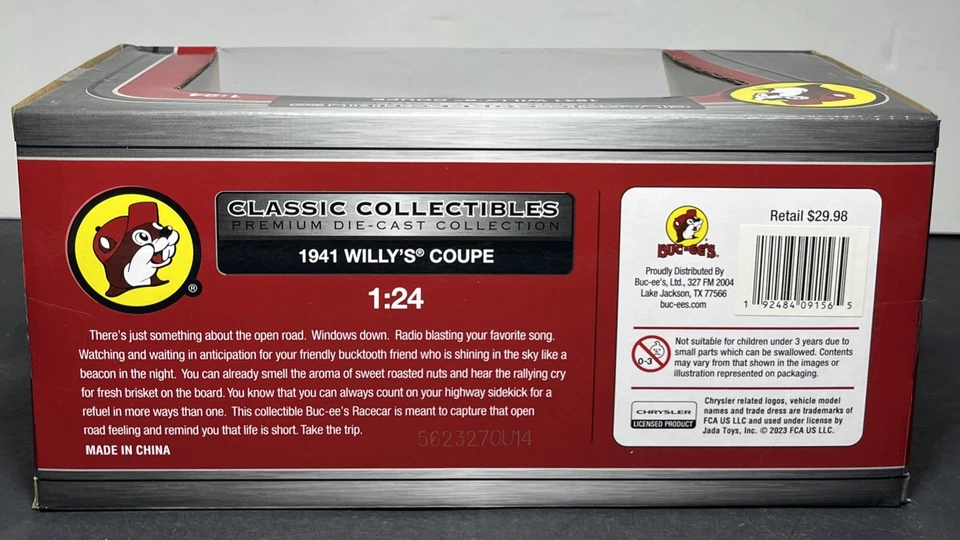 1:24
1941 WILLY'S® COUPE
®
CLASSIC COLLECTIBLES
PREMIUM DIE-CAST COLLECTION
1941 WILLY'S® COUPE
1:24
There's just something about the open road. Windows down. Radio blasting your favorite song.
Watching and waiting in anticipation for your friendly bucktooth friend who is shining in the sky like a
beacon in the night. You can already smell the aroma of sweet roasted nuts and hear the rallying cry
for fresh brisket on the board. You know that you can always count on your highway sidekick for a
refuel in more ways than one. This collectible Buc-ee's Racecar is meant to capture that open
road feeling and remind you that life is short. Take the trip.
MADE IN CHINA
5623270U14
BUC-EE'S
Proudly Distributed By
Buc-ee's, Ltd., 327 FM 2004
Lake Jackson, TX 77566
buc-ees.com
Retail $29.98
1 92484 09156 5
0-3
Not suitable for children under 3 years due to
small parts which can be swallowed. Contents
may vary from that shown in the images or
illustration represented on packaging.
CHRYSLER
LICENSED PRODUCT
Chrysler related logos, vehicle model
names and trade dress are trademarks of
FCA US LLC and used under license by
Jada Toys, Inc. © 2023 FCA US LLC.